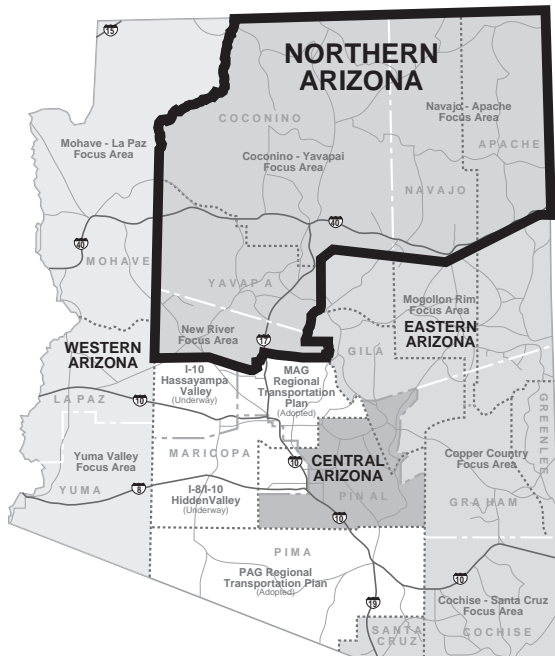 15
NORTHERN
ARIZONA
COCONINO
Navajo - Apache
Focus Area
APACHE
Mohave - La Paz
Focus Area
Coconino - Yavapai
Focus Area
NAVAJO
40
40
MOHAVE
YAVAPAI
Mogollon Rim
Focus Area
EASTERN
ARIZONA
New River
Focus Area
17
WESTERN
ARIZONA
GILA
I-10
Hassayampa
Valley
(Underway)
MAG
Regional
Transportation
Plan
(Adopted)
LA PAZ
10
GREENLEE
MARICOPA
Yuma Valley
Focus Area
10
CENTRAL
ARIZONA
Copper Country
Focus Area
YUMA
8
I-8/I-10
HiddenValley
(Underway)
PINAL
GRAHAM
10
PIMA
PAG Regional
Transportation Plan
(Adopted)
10
19
Cochise - Santa Cruz
Focus Area
SANTA
CRUZ
COCHISE